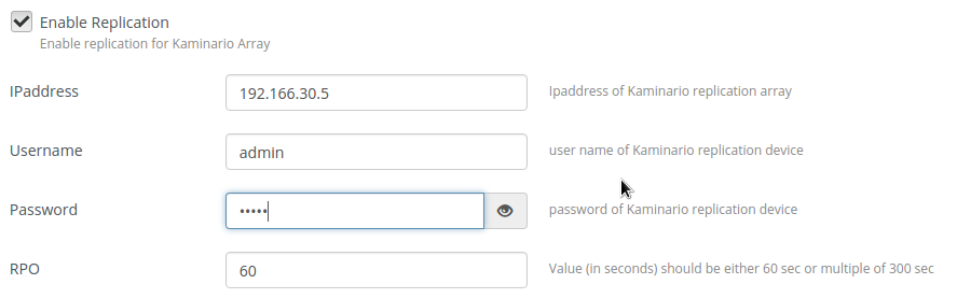 Enable Replication
Enable replication for Kaminario Array
IPaddress 192.166.30.5 Ipaddress of Kaminario replication array
Username admin user name of Kaminario replication device
Password ••••• password of Kaminario replication device
RPO 60 Value (in seconds) should be either 60 sec or multiple of 300 sec